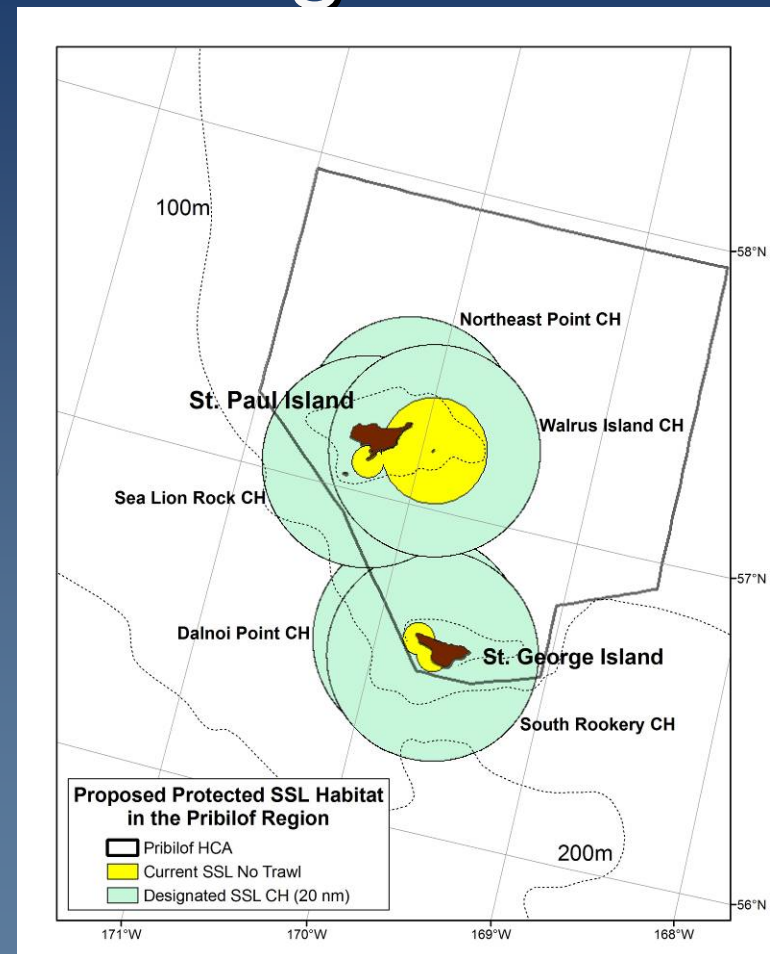 100m
58°N
Northeast Point CH
St. Paul Island
Walrus Island CH
Sea Lion Rock CH
57°N
Dalnoi Point CH
St. George Island
South Rookery CH
Proposed Protected SSL Habitat
in the Pribilof Region
Pribilof HCA
Current SSL No Trawl
Designated SSL CH (20 nm)
200m
56°N
171°W
170°W
169°W
168°W